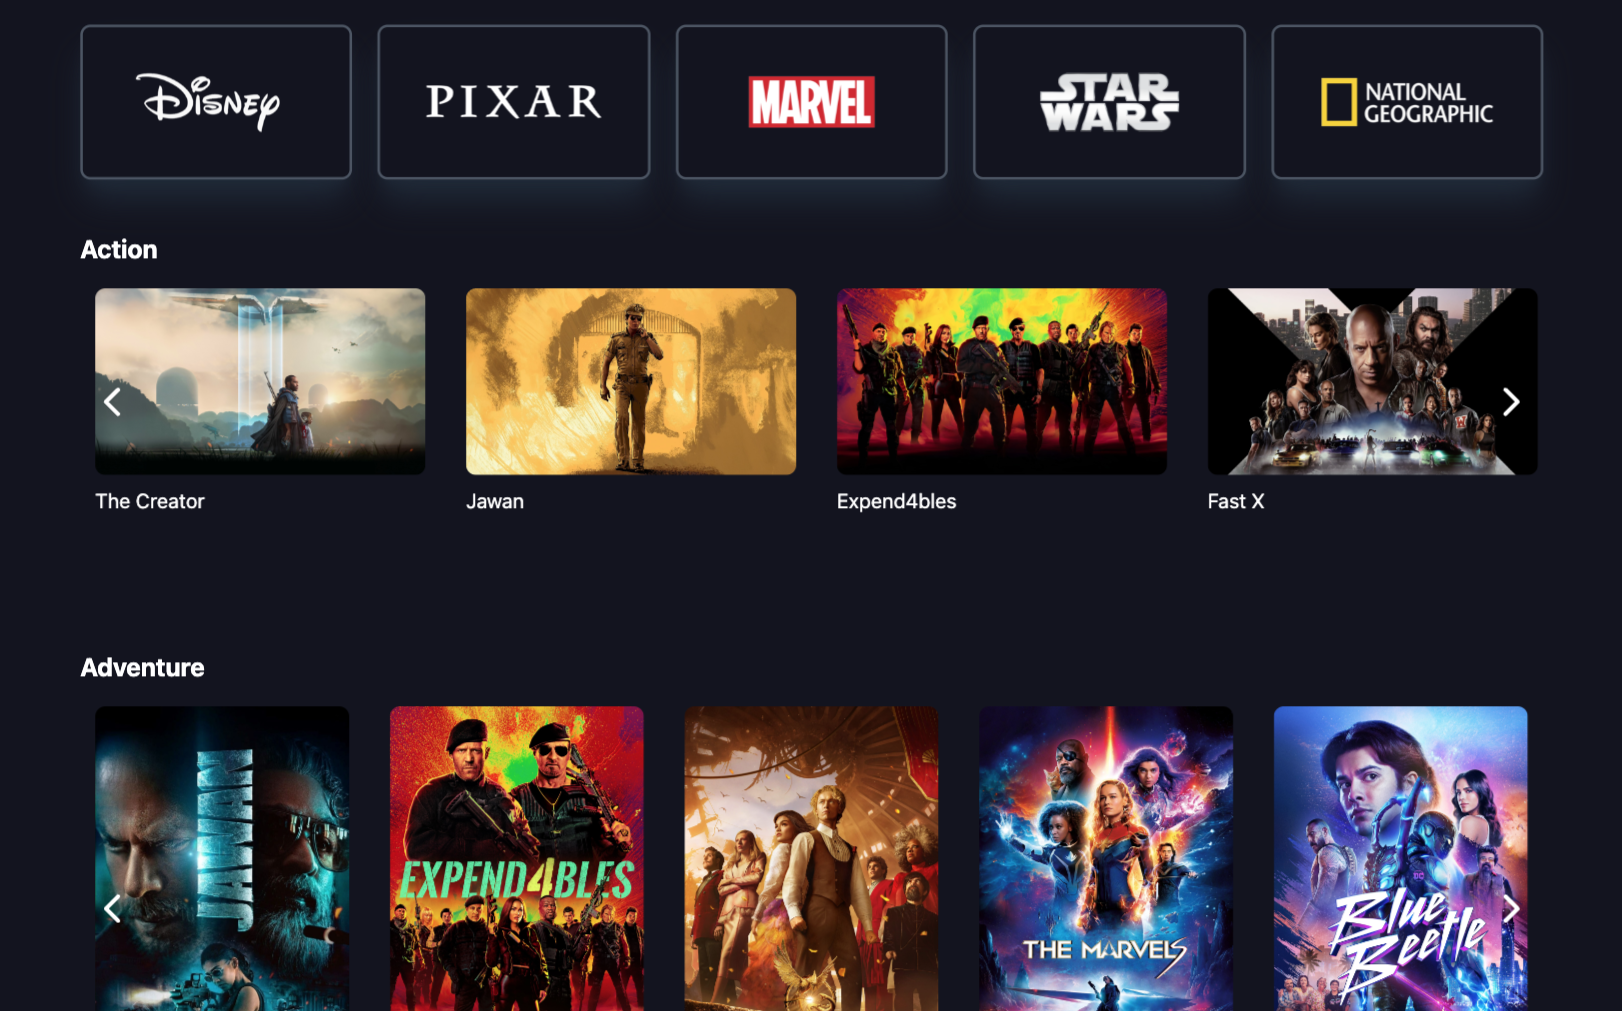 Disney
PIXAR
MARVEL
STAR
WARS
NATIONAL
GEOGRAPHIC
Action
The Creator
Jawan
Expend4bles
Fast X
Adventure
JAWAN
EXPEND4BLES
THE MARVELS
DC
Blue
Beetle